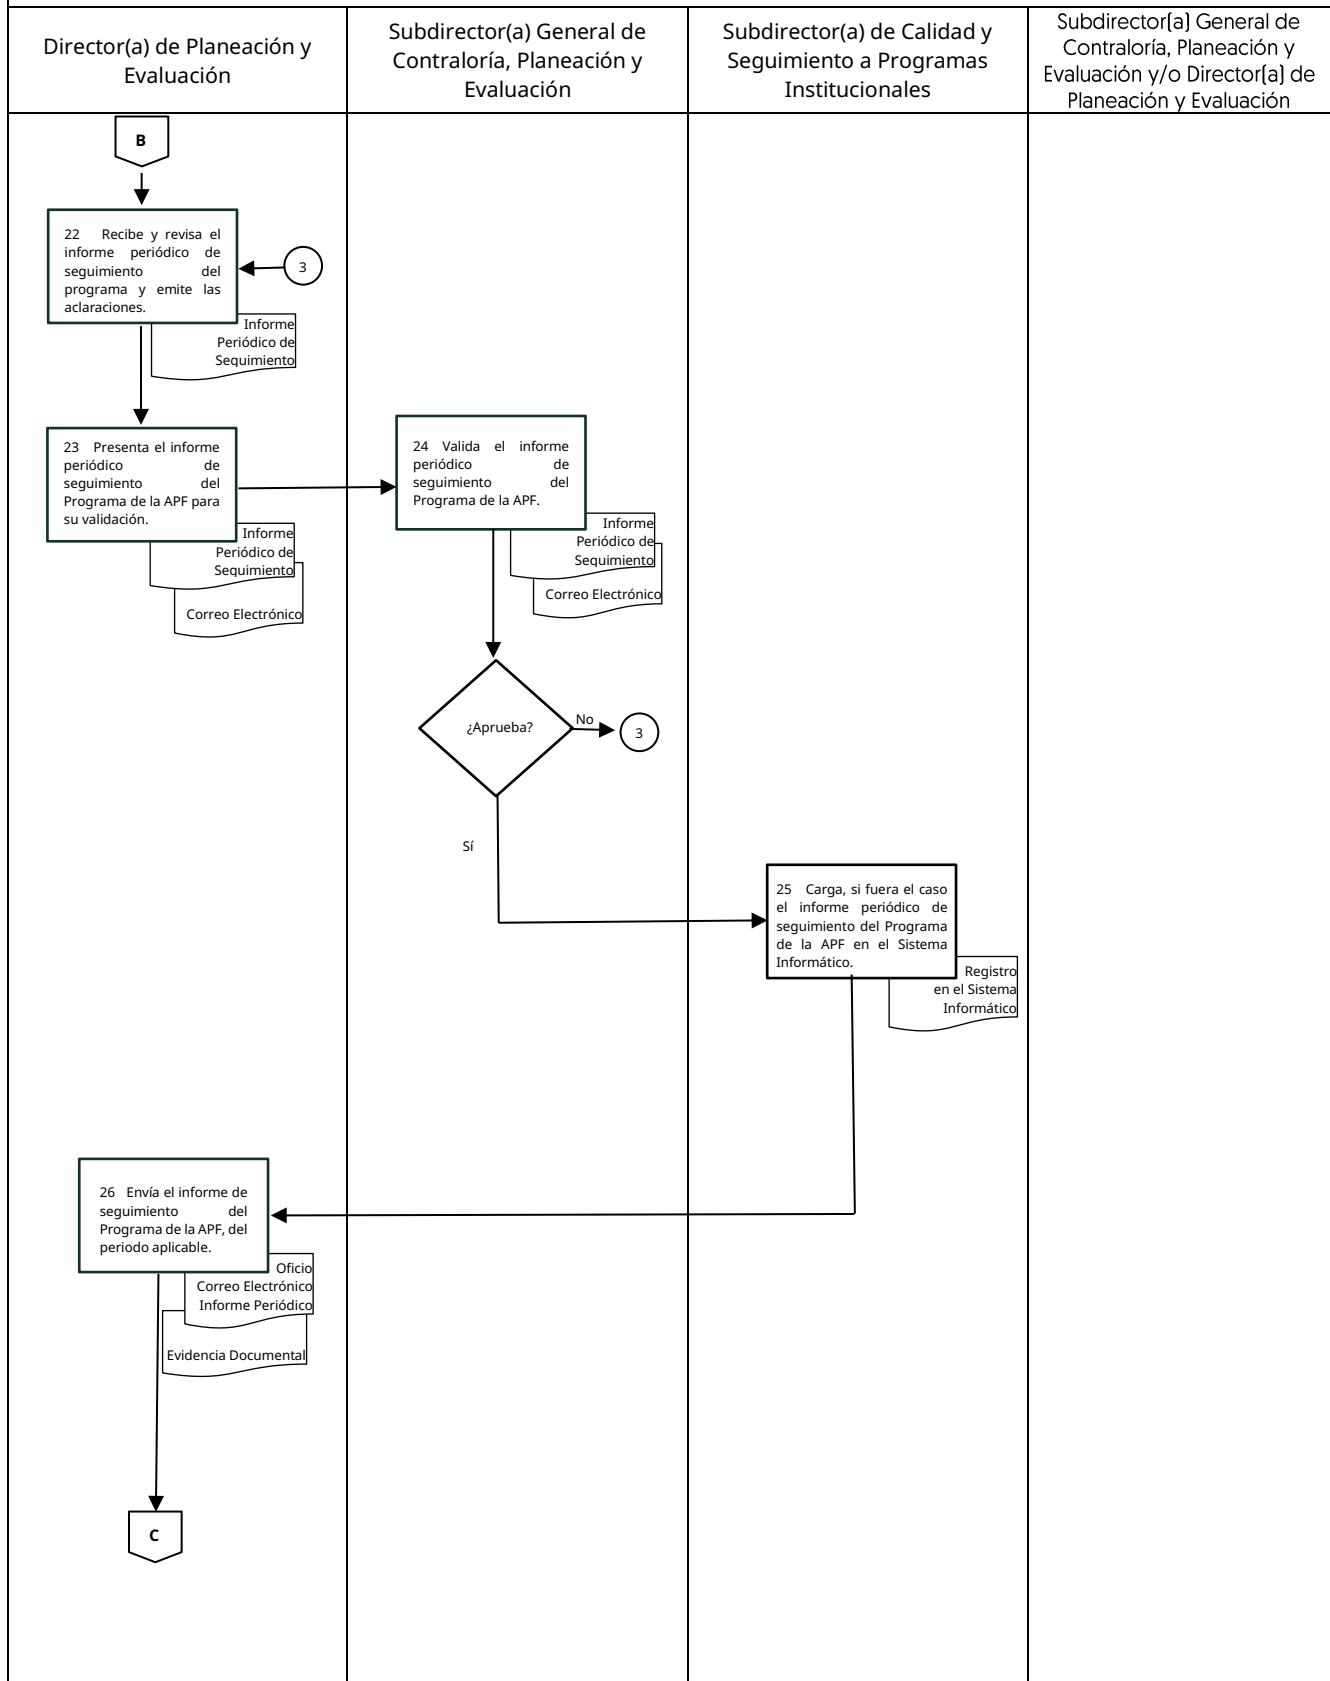 Director(a) de Planeación y
Evaluación
Subdirector(a) General de
Contraloría, Planeación y
Evaluación
Subdirector(a) de Calidad y
Seguimiento a Programas
Institucionales
Subdirector(a) General de
Contraloría, Planeación y
Evaluación y/o Director(a) de
Planeación y Evaluación
B
22 Recibe y revisa el
informe periódico de
seguimiento del
programa y emite las
aclaraciones.
3
Informe
Periódico de
Seguimiento
23 Presenta el informe
periódico de
seguimiento del
Programa de la APF para
su validación.
Informe
Periódico de
Seguimiento
Correo Electrónico
24 Valida el informe
periódico de
seguimiento del
Programa de la APF.
Informe
Periódico de
Seguimiento
Correo Electrónico
¿Aprueba?
No
3
Sí
25 Carga, si fuera el caso
el informe periódico de
seguimiento del Programa
de la APF en el Sistema
Informático.
Registro
en el Sistema
Informático
26 Envía el informe de
seguimiento del
Programa de la APF, del
periodo aplicable.
Oficio
Correo Electrónico
Informe Periódico
Evidencia Documental
C